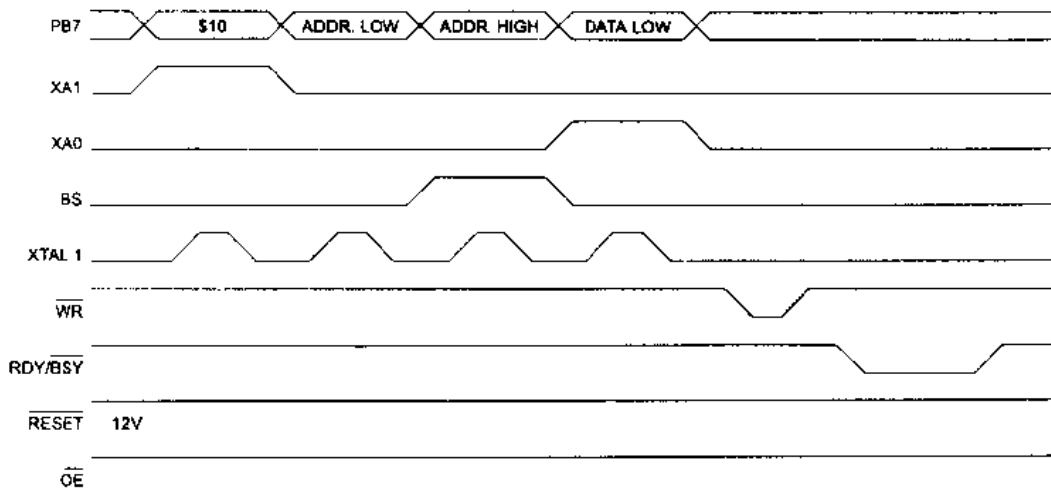 PB7 $10 ADDR. LOW ADDR. HIGH DATA LOW
XA1
XA0
BS
XTAL 1
WR
RDY/BSY
RESET 12V
OE